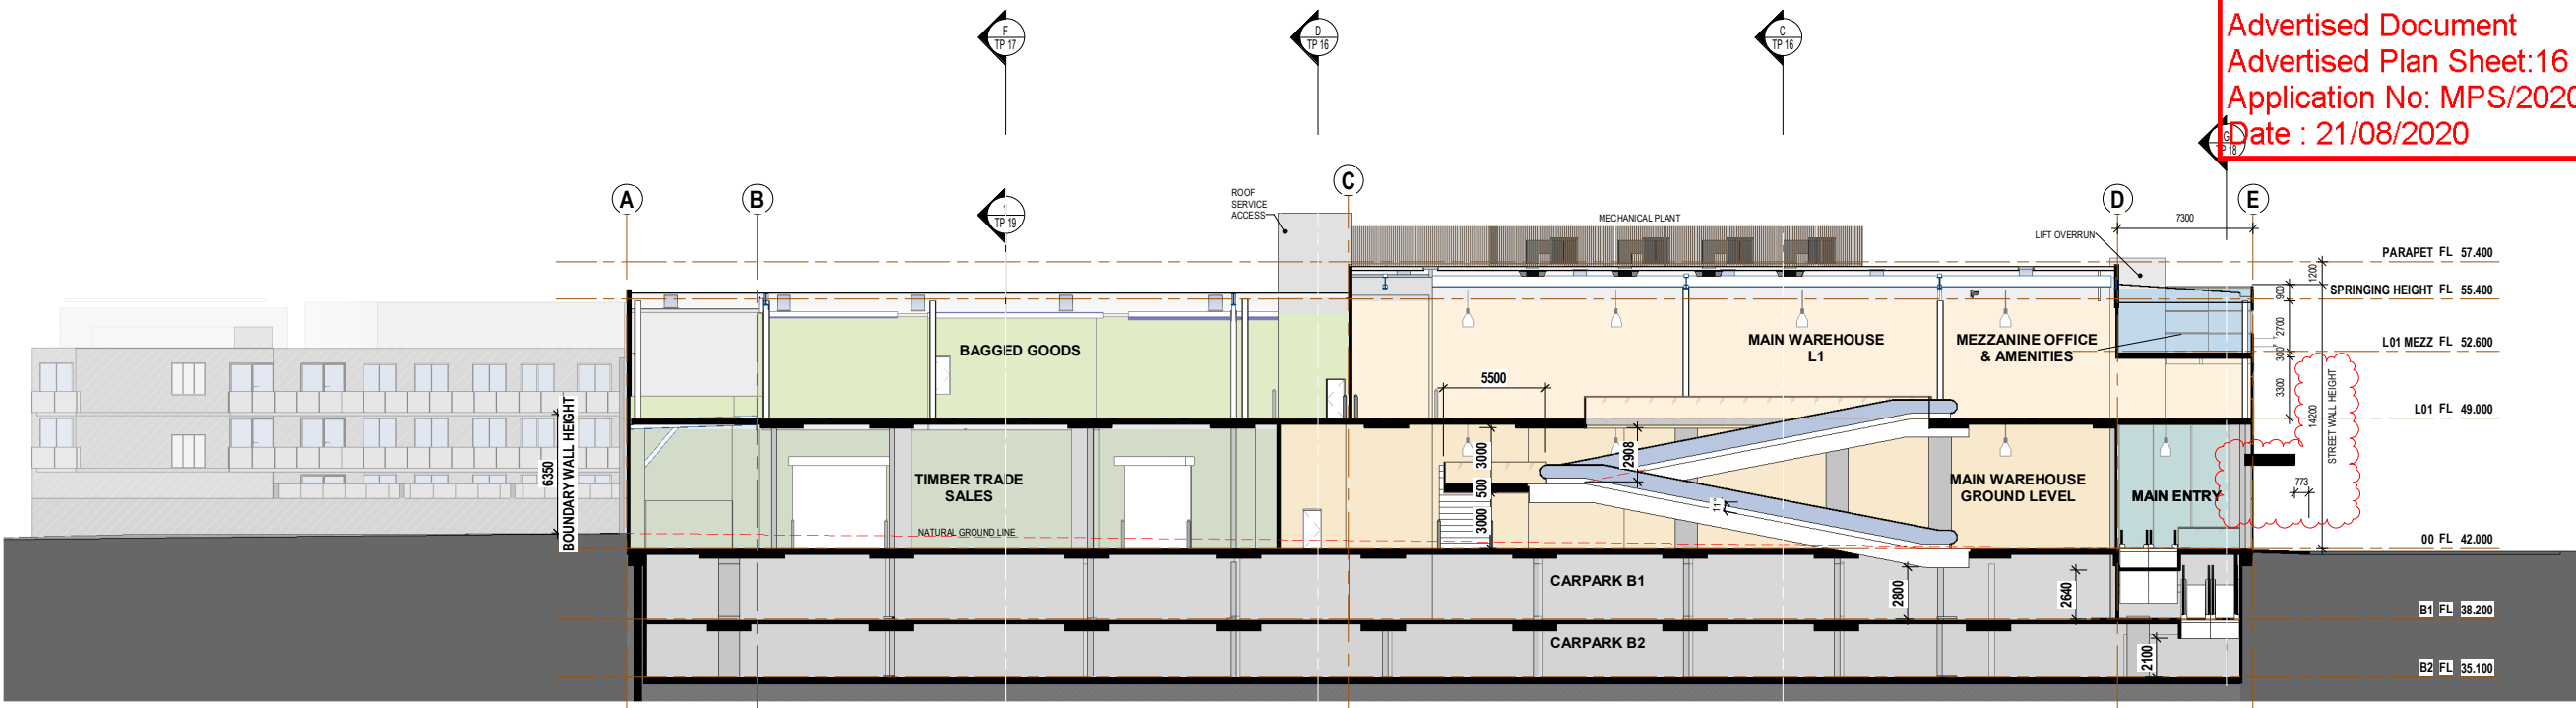 Advertised Document
Advertised Plan Sheet:16
Application No: MPS/2020
Date : 21/08/2020
F
TP 17
D
TP 16
C
TP 16
G
TP 18
A
B
C
D
E
TP 19
ROOF
SERVICE
ACCESS
MECHANICAL PLANT
LIFT OVERRUN
7300
PARAPET FL 57.400
SPRINGING HEIGHT FL 55.400
L01 MEZZ FL 52.600
L01 FL 49.000
00 FL 42.000
B1 FL 38.200
B2 FL 35.100
1200
900
2700
300
3300
14200
STREET WALL HEIGHT
773
BAGGED GOODS
MAIN WAREHOUSE
L1
MEZZANINE OFFICE
& AMENITIES
5500
6350
BOUNDARY WALL HEIGHT
TIMBER TRADE
SALES
NATURAL GROUND LINE
3000
500
3000
2908
11°
MAIN WAREHOUSE
GROUND LEVEL
MAIN ENTRY
CARPARK B1
2800
2640
CARPARK B2
2100